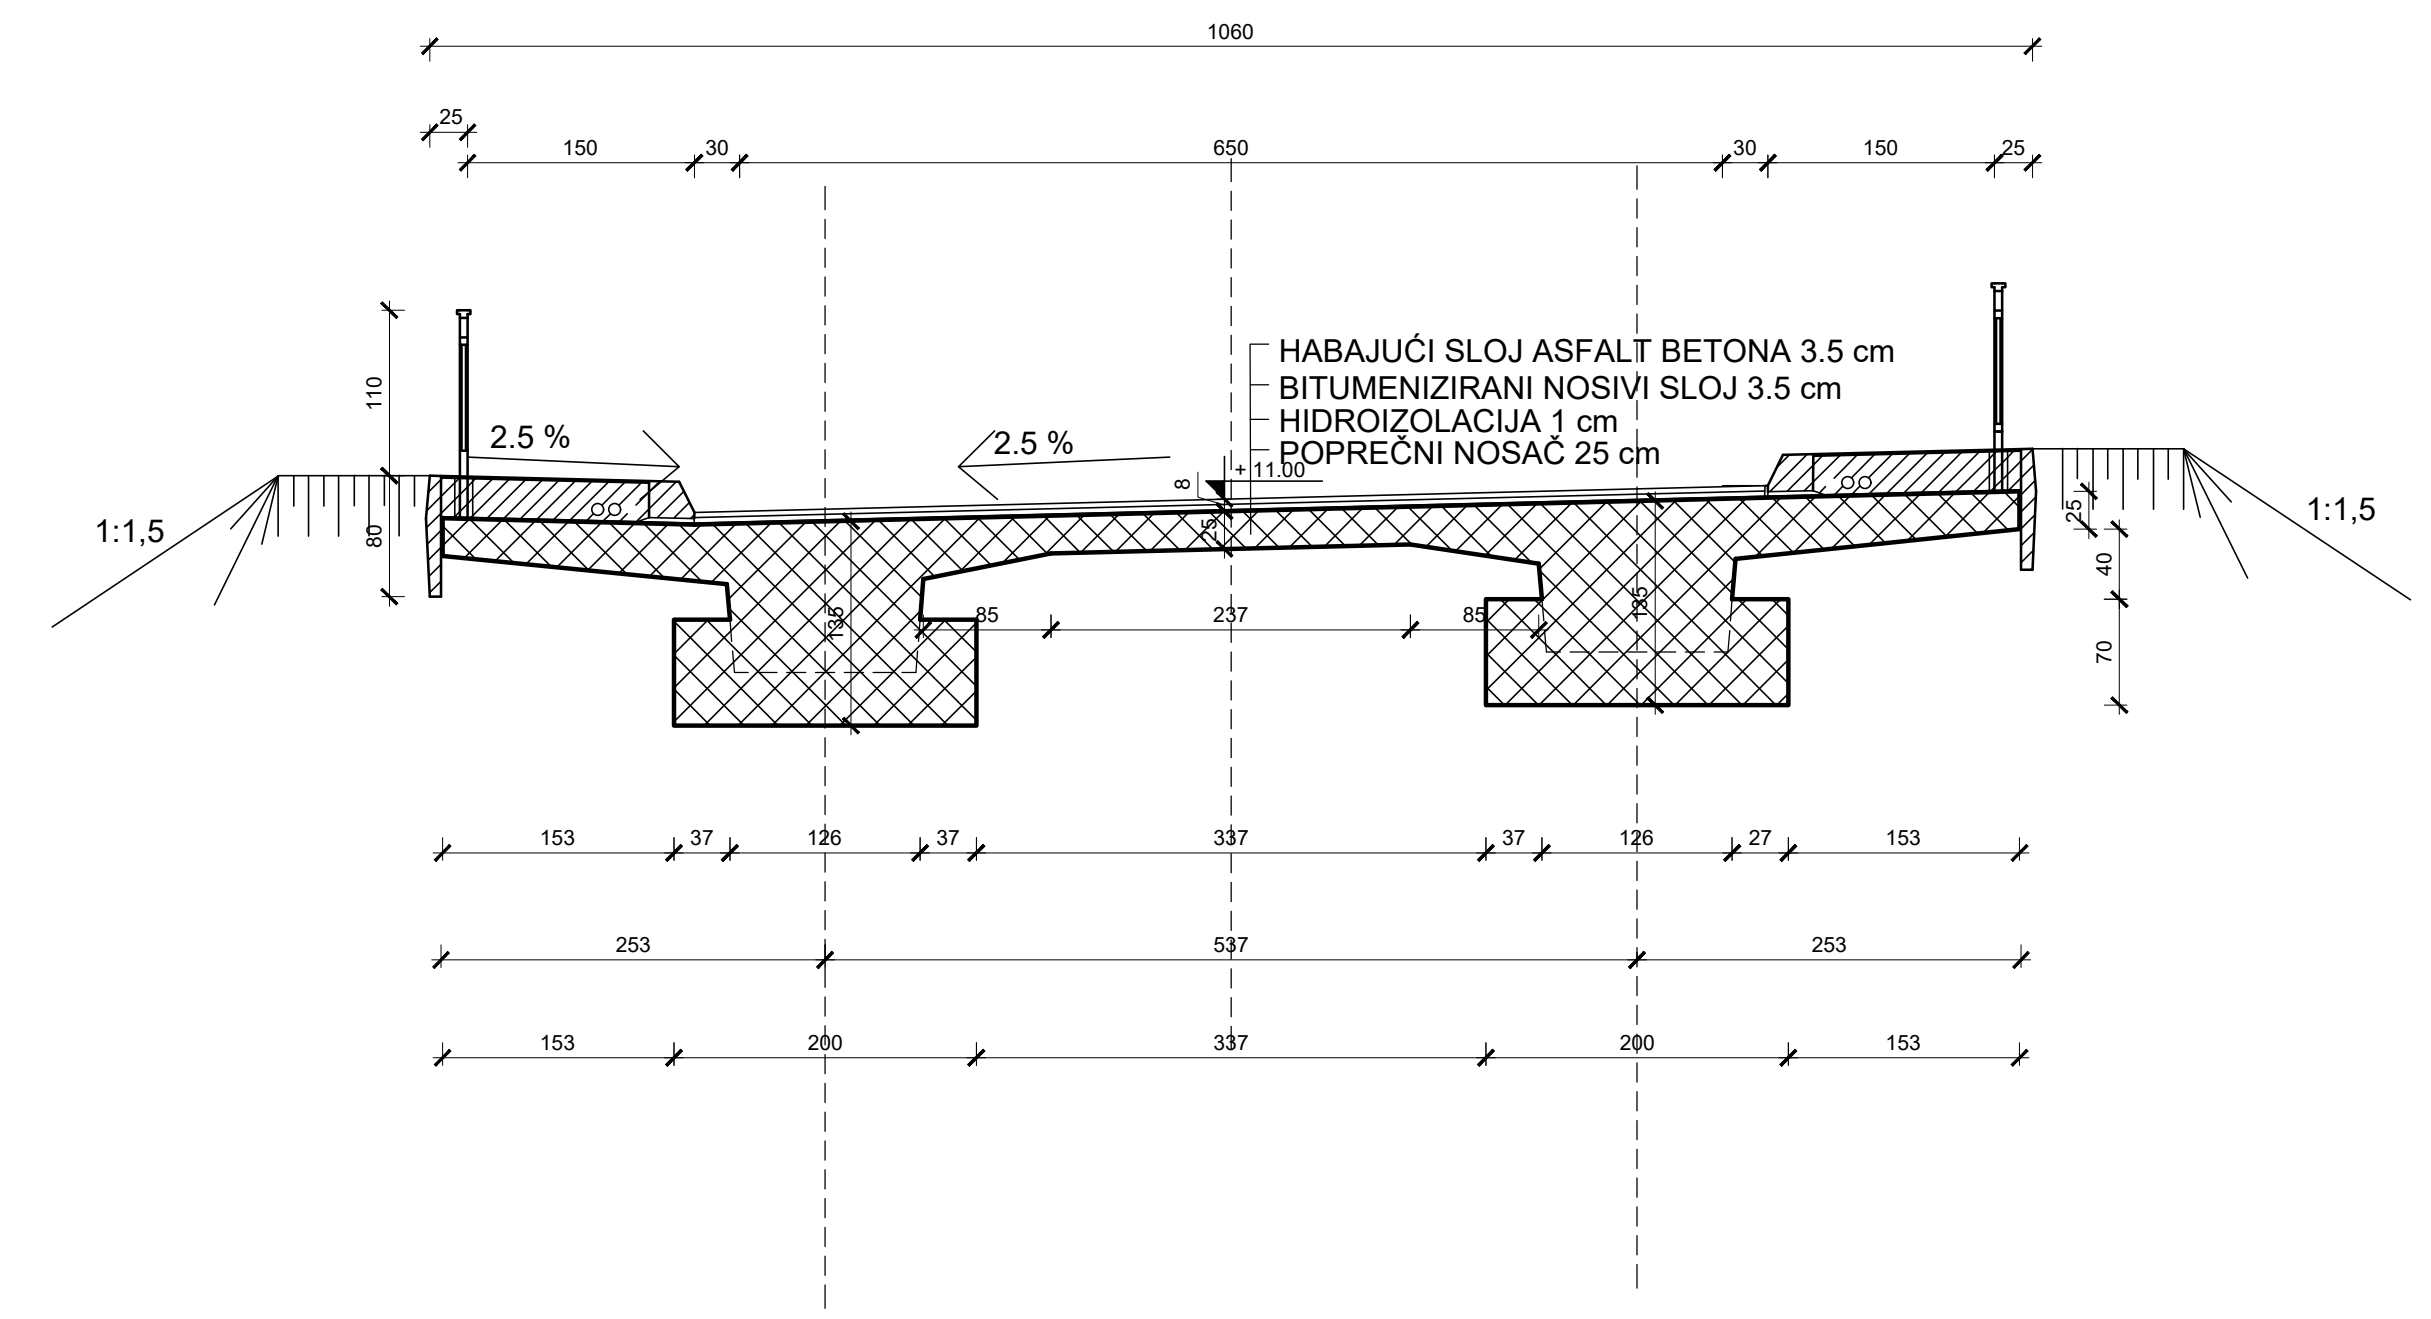 1060
25
150 30 650 30 150 25
HABAJUĆI SLOJ ASFALT BETONA 3.5 cm
BITUMENIZIRANI NOSIVI SLOJ 3.5 cm
HIDROIZOLACIJA 1 cm
POPREČNI NOSAČ 25 cm
110
2.5 %
2.5 %
+ 11.00
8
1:1,5
80
25
25
1:1,5
40
135
85 237 85
135
70
153 37 126 37 337 37 126 27 153
253 537 253
153 200 337 200 153